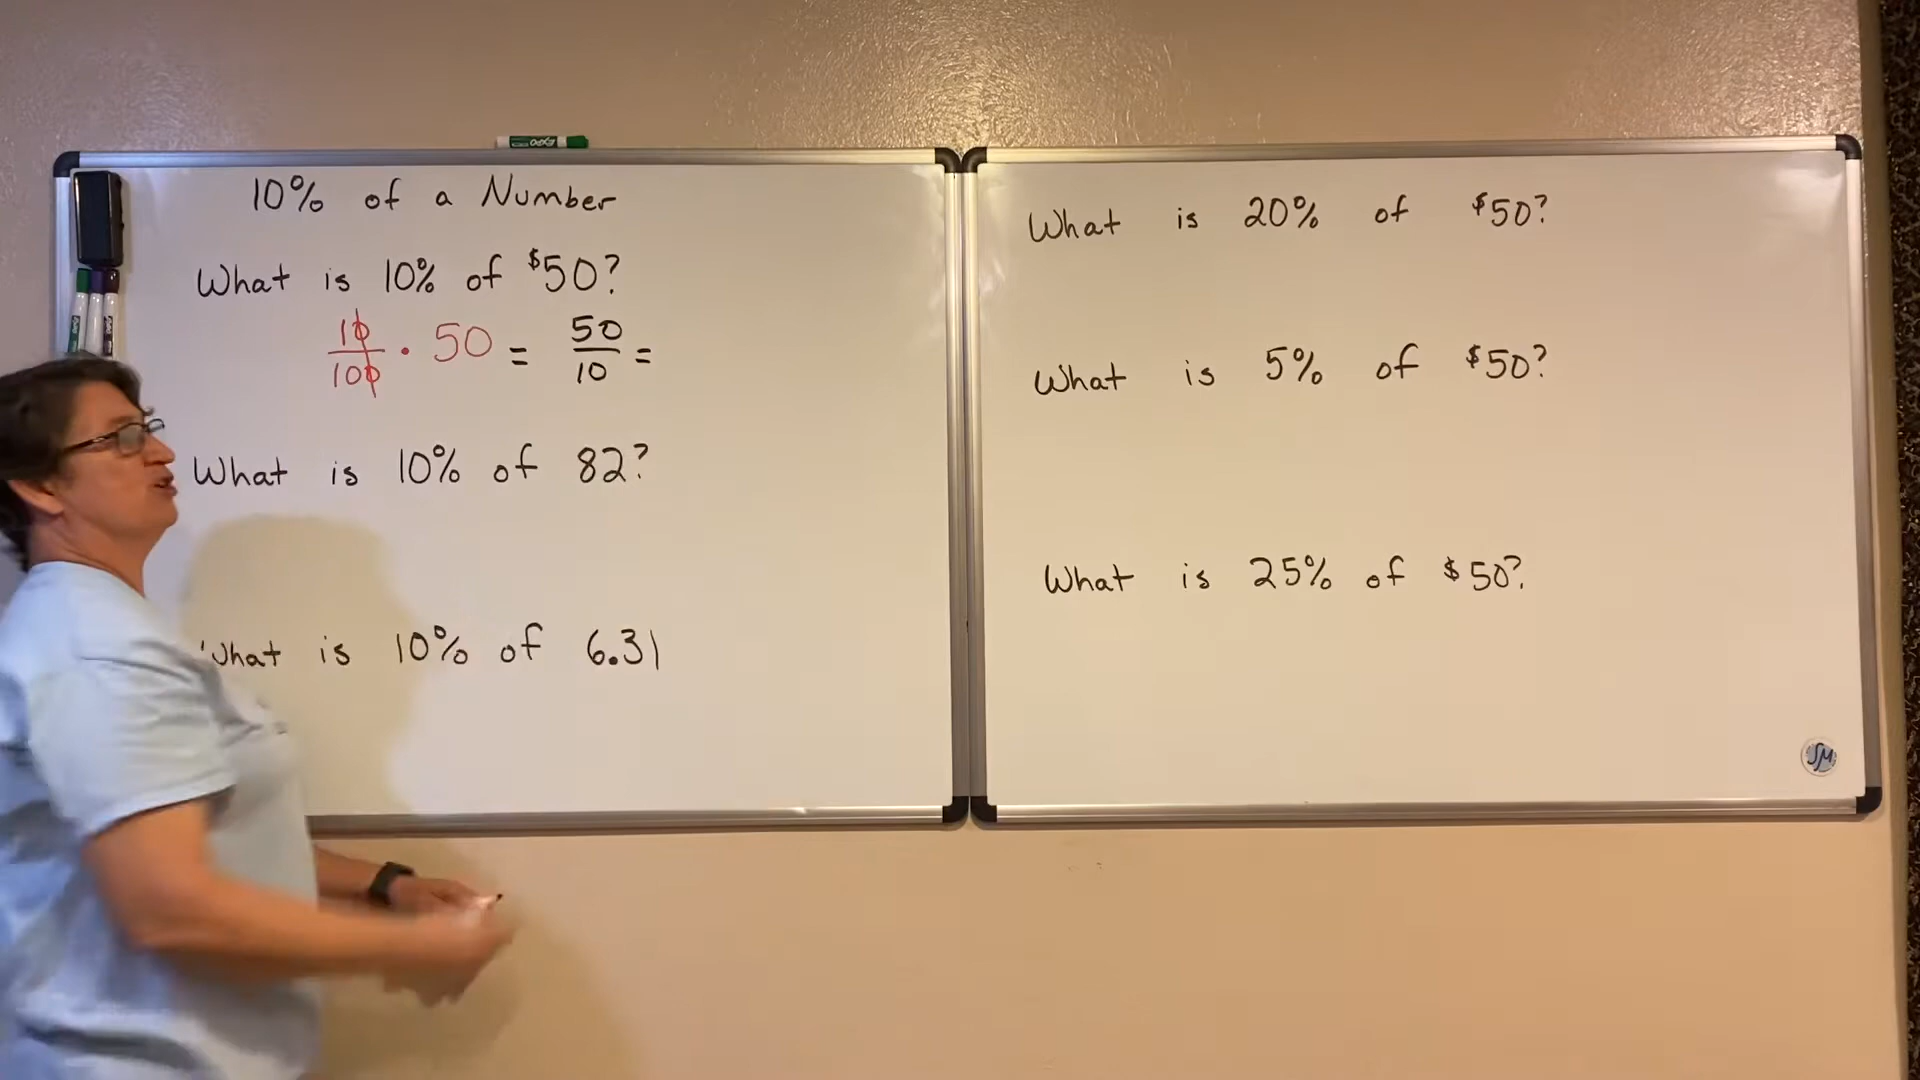 10% of a Number
What is 10% of $50?
10/100 · 50 = 50/10 =
What is 10% of 82?
What is 10% of 6.31
What is 20% of $50?
What is 5% of $50?
What is 25% of $50?
EXPO
SM